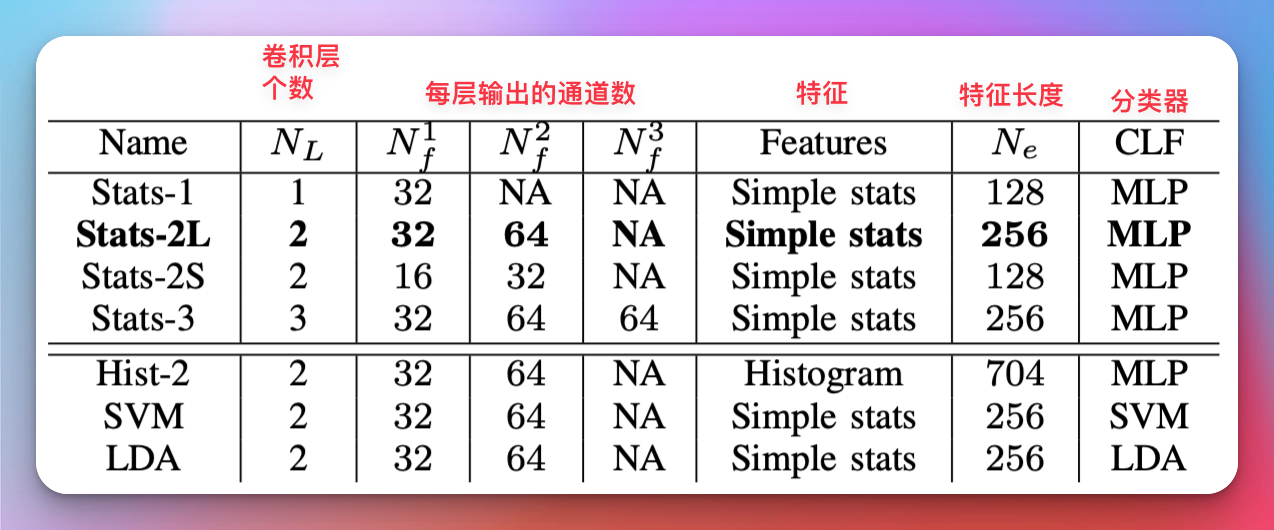 卷积层
个数
每层输出的通道数 特征 特征长度 分类器
Name N_L N_f^1 N_f^2 N_f^3 Features N_e CLF
Stats-1 1 32 NA NA Simple stats 128 MLP
Stats-2L 2 32 64 NA Simple stats 256 MLP
Stats-2S 2 16 32 NA Simple stats 128 MLP
Stats-3 3 32 64 64 Simple stats 256 MLP
Hist-2 2 32 64 NA Histogram 704 MLP
SVM 2 32 64 NA Simple stats 256 SVM
LDA 2 32 64 NA Simple stats 256 LDA